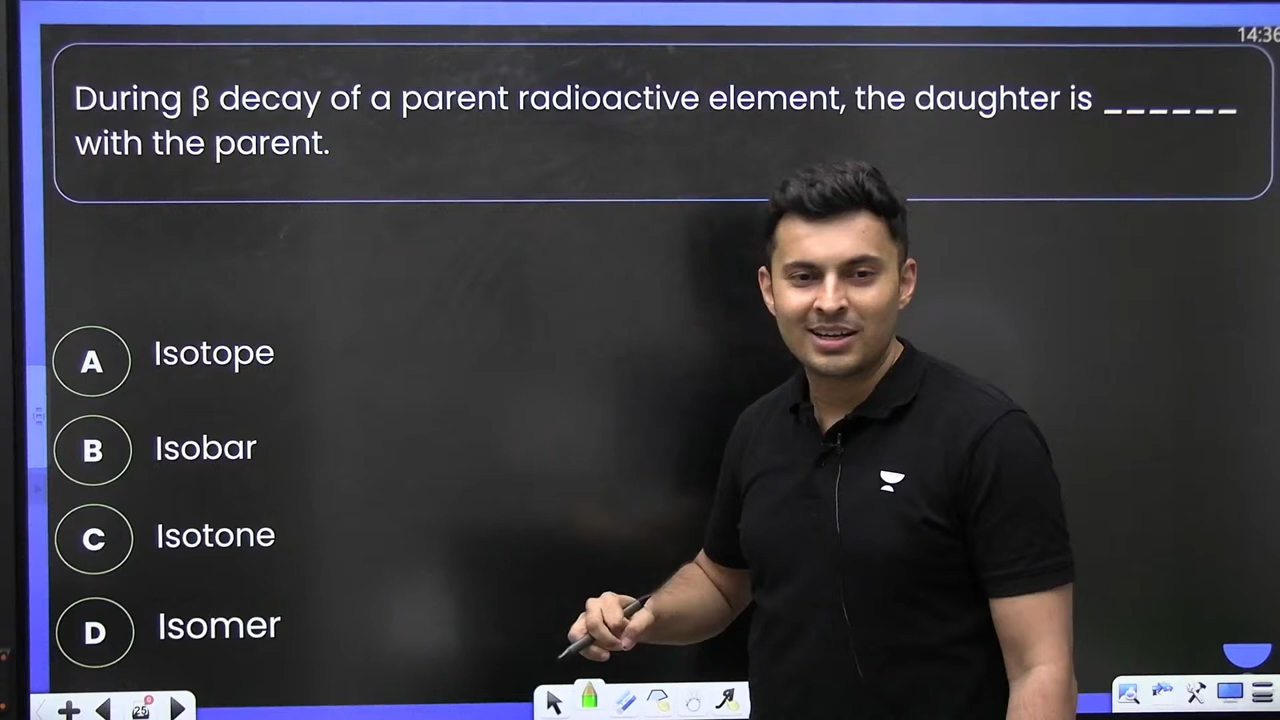 14:36
During β decay of a parent radioactive element, the daughter is ______
with the parent.
A Isotope
B Isobar
C Isotone
D Isomer
25